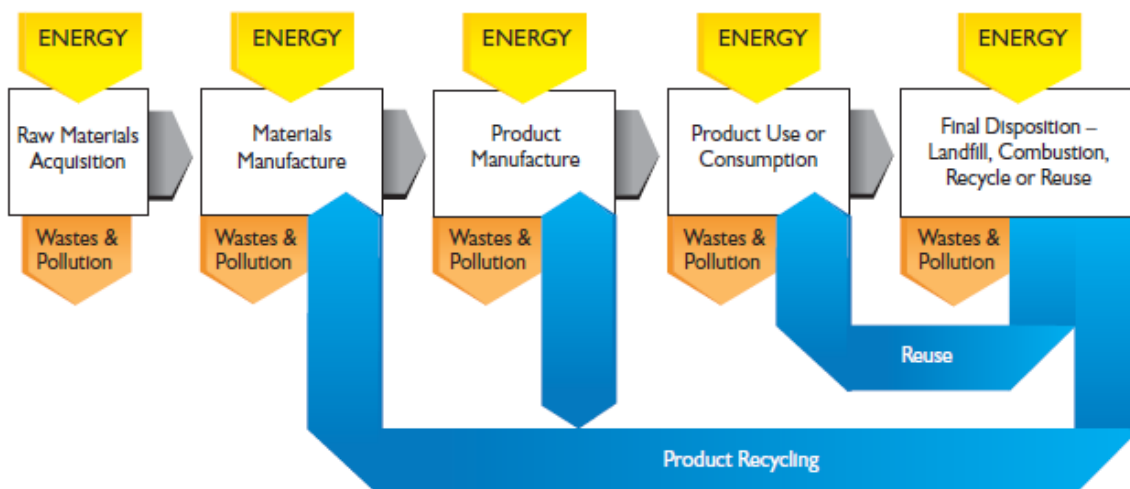 ENERGY
ENERGY
ENERGY
ENERGY
ENERGY
Raw Materials
Acquisition
Materials
Manufacture
Product
Manufacture
Product Use or
Consumption
Final Disposition –
Landfill, Combustion,
Recycle or Reuse
Wastes &
Pollution
Wastes &
Pollution
Wastes &
Pollution
Wastes &
Pollution
Wastes &
Pollution
Reuse
Product Recycling